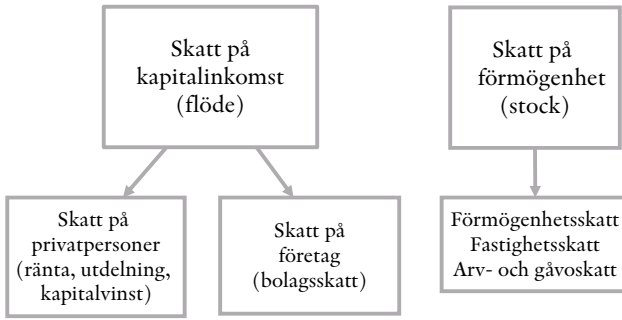 Skatt på
kapitalinkomst
(flöde)
Skatt på
förmögenhet
(stock)
Skatt på
privatpersoner
(ränta, utdelning,
kapitalvinst)
Skatt på
företag
(bolagsskatt)
Förmögenhetsskatt
Fastighetsskatt
Arv- och gåvoskatt